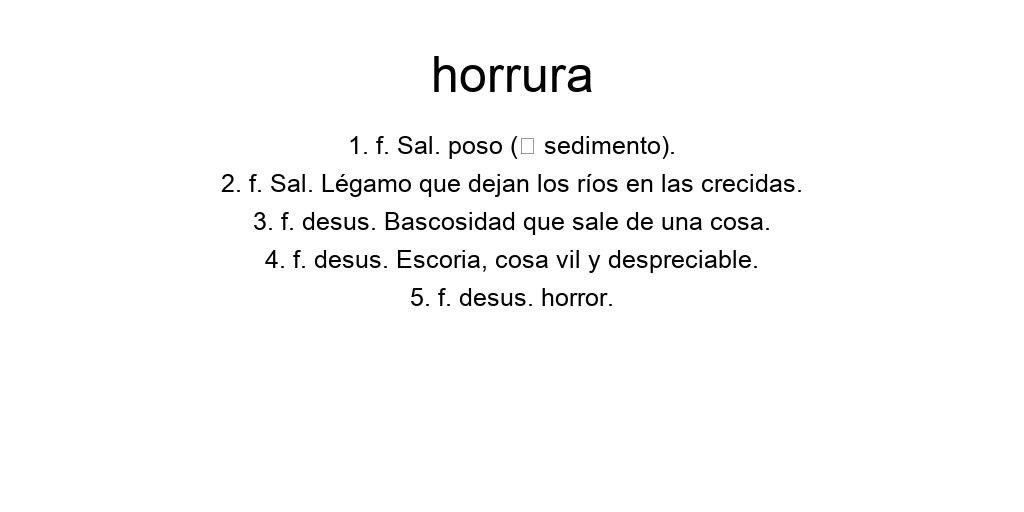 horrura
1. f. Sal. poso (□ sedimento).
2. f. Sal. Légamo que dejan los ríos en las crecidas.
3. f. desus. Bascosidad que sale de una cosa.
4. f. desus. Escoria, cosa vil y despreciable.
5. f. desus. horror.